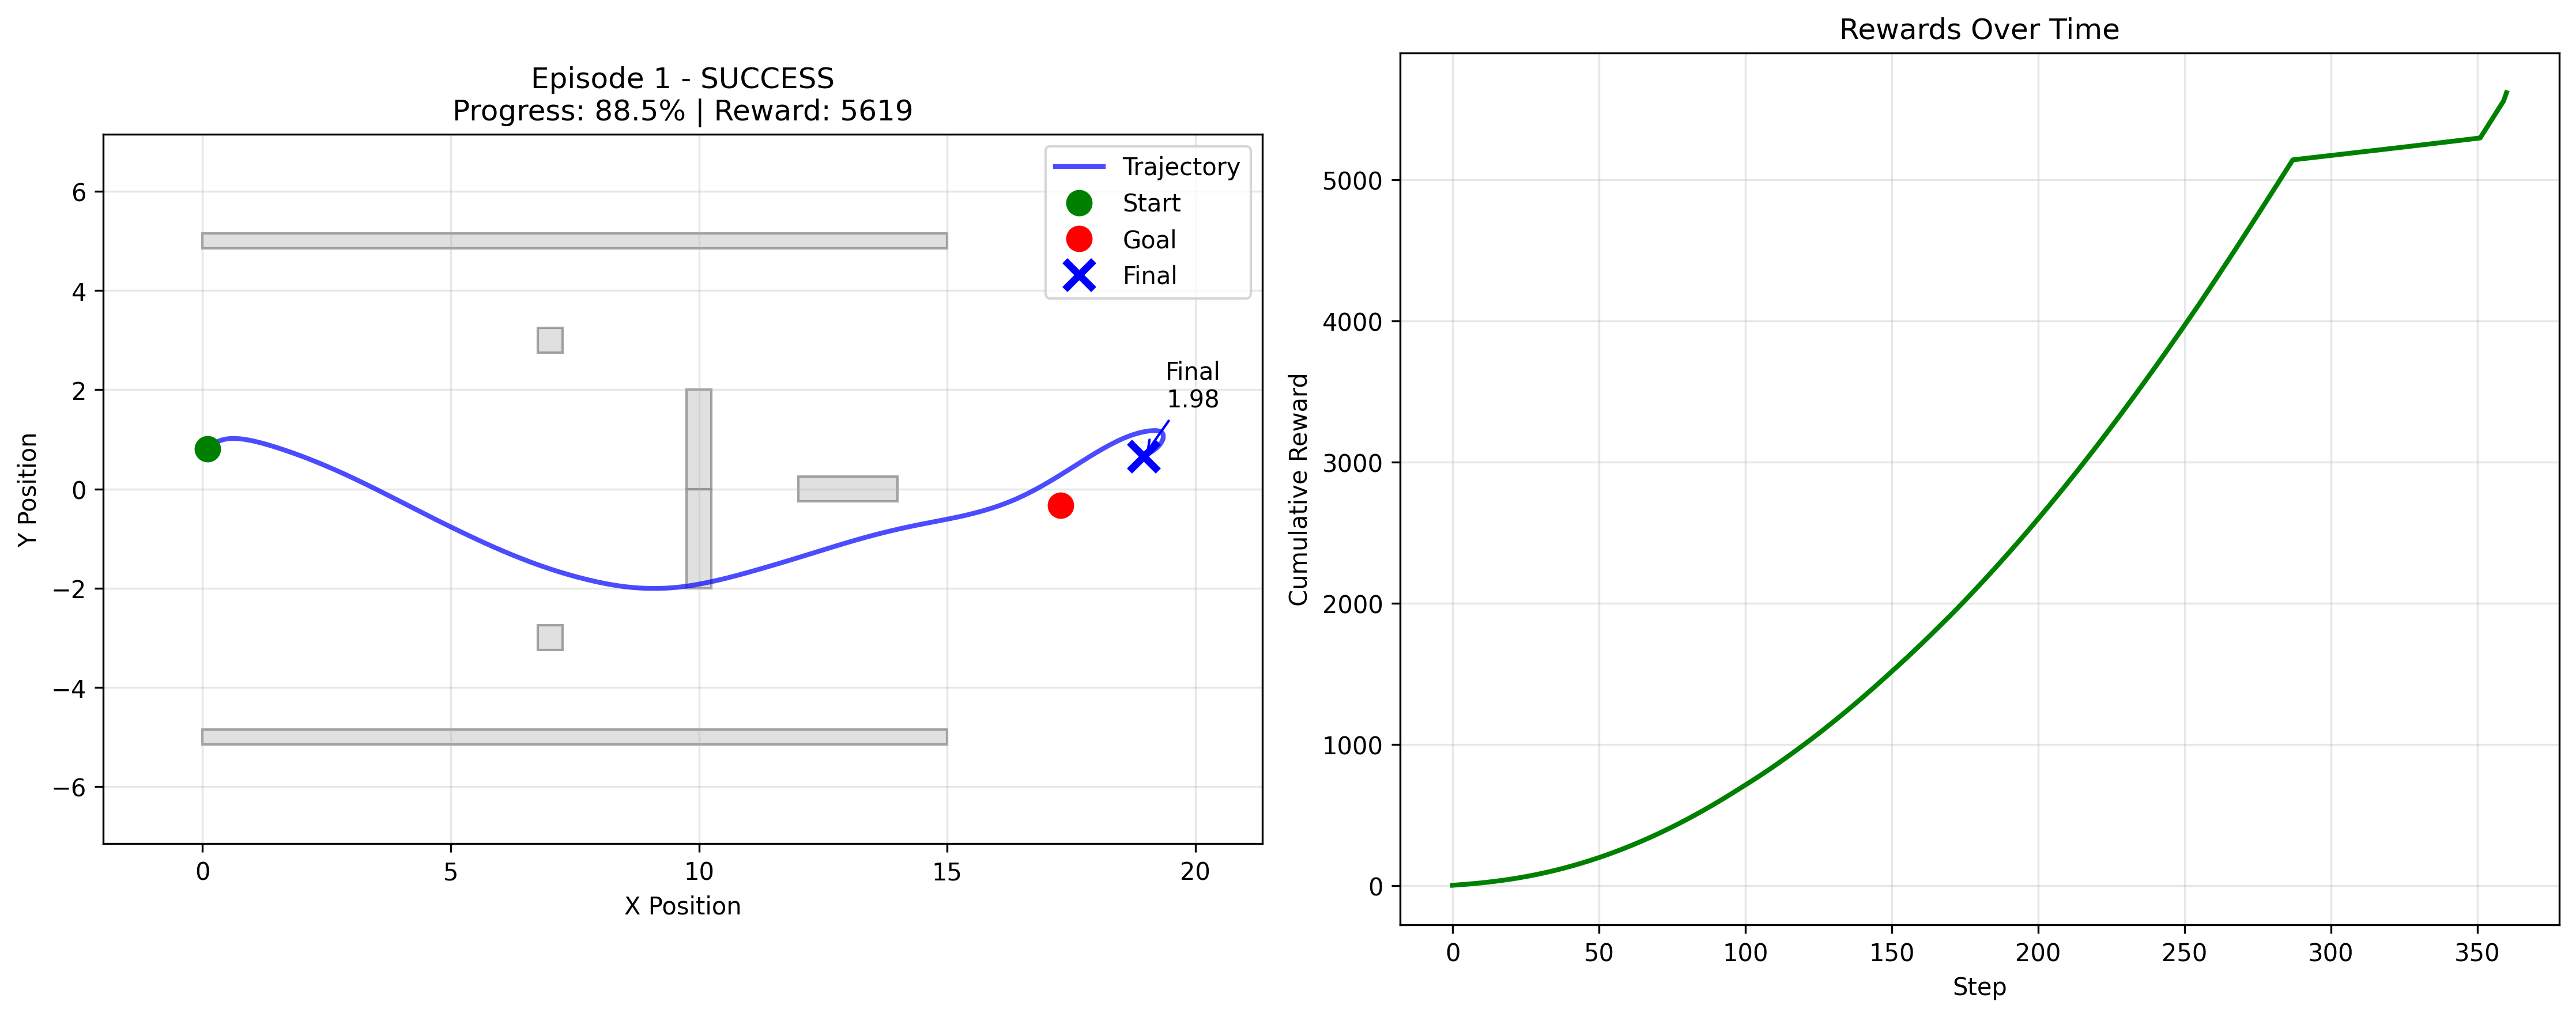 Episode 1 - SUCCESS
Progress: 88.5% | Reward: 5619
Trajectory
Start
Goal
Final
Final
1.98
6
4
2
0
−2
−4
−6
Y Position
0
5
10
15
20
X Position
Rewards Over Time
5000
4000
3000
2000
1000
0
Cumulative Reward
0
50
100
150
200
250
300
350
Step